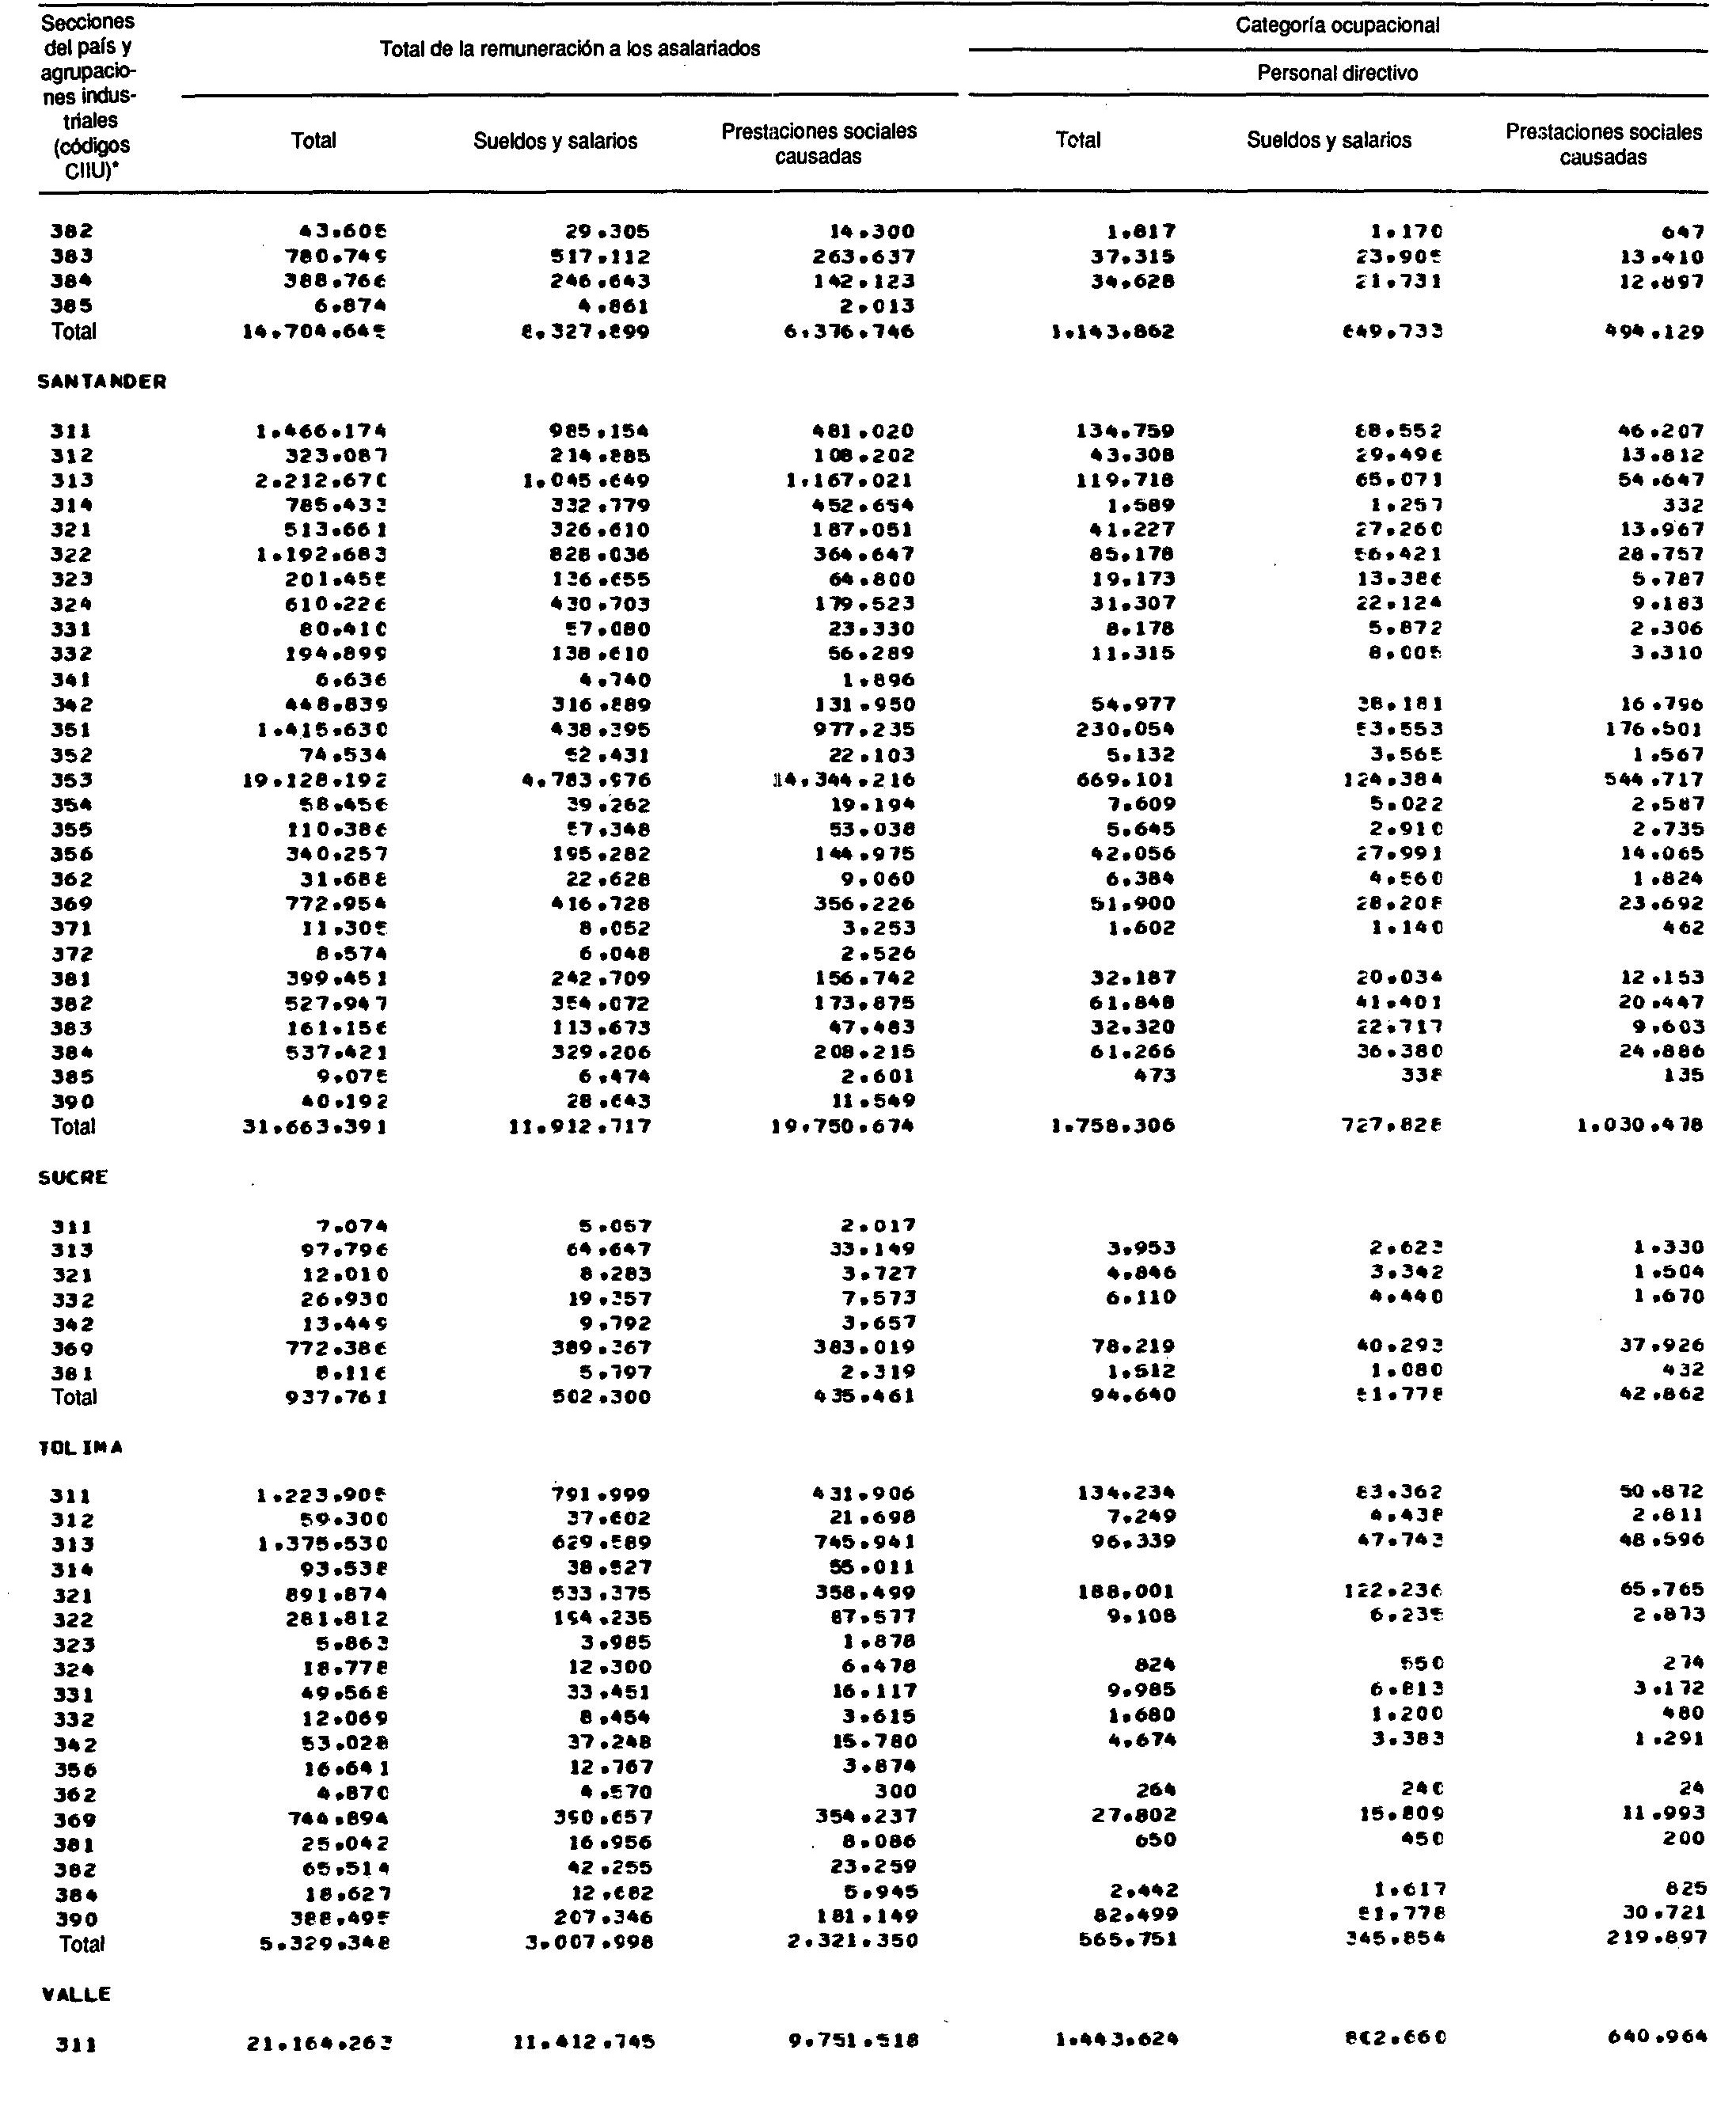 Secciones del país y agrupacio- nes indus- triales (códigos CIIU)*
Total de la remuneración a los asalariados
Categoría ocupacional
Personal directivo
Total Sueldos y salarios Prestaciones sociales causadas Total Sueldos y salarios Prestaciones sociales causadas
382 43.605 29.305 14.300 1.817 1.170 647
383 780.749 517.112 263.637 37.315 23.905 13.410
384 388.766 246.643 142.123 34.628 21.731 12.897
385 6.874 4.861 2.013
Total 14.704.645 8.327.899 6.376.746 1.143.862 649.733 494.129
SANTANDER
311 1.466.174 985.154 481.020 134.759 88.552 46.207
312 323.087 214.885 108.202 43.308 29.496 13.812
313 2.212.670 1.045.649 1.167.021 119.718 65.071 54.647
314 785.433 332.779 452.654 1.589 1.257 332
321 513.661 326.610 187.051 41.227 27.260 13.967
322 1.192.683 828.036 364.647 85.178 56.421 28.757
323 201.455 136.655 64.800 19.173 13.386 5.787
324 610.226 430.703 179.523 31.307 22.124 9.183
331 80.410 57.080 23.330 8.178 5.872 2.306
332 194.899 138.610 56.289 11.315 8.005 3.310
341 6.636 4.740 1.896
342 448.839 316.889 131.950 54.977 38.181 16.796
351 1.415.630 438.395 977.235 230.054 53.553 176.501
352 74.534 52.431 22.103 5.132 3.565 1.567
353 19.128.192 4.783.976 14.344.216 669.101 124.384 544.717
354 58.456 39.262 19.194 7.609 5.022 2.587
355 110.386 57.348 53.038 5.645 2.910 2.735
356 340.257 195.282 144.975 42.056 27.991 14.065
362 31.688 22.628 9.060 6.384 4.560 1.824
369 772.954 416.728 356.226 51.900 28.208 23.692
371 11.305 8.052 3.253 1.602 1.140 462
372 8.574 6.048 2.526
381 399.451 242.709 156.742 32.187 20.034 12.153
382 527.947 354.072 173.875 61.848 41.401 20.447
383 161.156 113.673 47.483 32.320 22.717 9.603
384 537.421 329.206 208.215 61.266 36.380 24.886
385 9.075 6.474 2.601 473 338 135
390 40.192 28.643 11.549
Total 31.663.391 11.912.717 19.750.674 1.758.306 727.828 1.030.478
SUCRE
311 7.074 5.057 2.017
313 97.796 64.647 33.149 3.953 2.623 1.330
321 12.010 8.283 3.727 4.846 3.342 1.504
332 26.930 19.357 7.573 6.110 4.440 1.670
342 13.449 9.792 3.657
369 772.386 389.367 383.019 78.219 40.293 37.926
381 8.116 5.797 2.319 1.512 1.080 432
Total 937.761 502.300 435.461 94.640 51.778 42.862
TOLIMA
311 1.223.905 791.999 431.906 134.234 83.362 50.872
312 59.300 37.602 21.698 7.249 4.438 2.811
313 1.375.530 629.589 745.941 96.339 47.743 48.596
314 93.538 38.527 55.011
321 891.874 533.375 358.499 188.001 122.236 65.765
322 281.812 194.235 87.577 9.108 6.235 2.873
323 5.863 3.985 1.878
324 18.778 12.300 6.478 824 550 274
331 49.568 33.451 16.117 9.985 6.813 3.172
332 12.069 8.454 3.615 1.680 1.200 480
342 53.028 37.248 15.780 4.674 3.383 1.291
356 16.641 12.767 3.874
362 4.870 4.570 300 264 240 24
369 744.894 390.657 354.237 27.802 15.809 11.993
381 25.042 16.956 8.086 650 450 200
382 65.514 42.255 23.259
384 18.627 12.682 5.945 2.442 1.617 825
390 388.495 207.346 181.149 82.499 51.778 30.721
Total 5.329.348 3.007.998 2.321.350 565.751 345.854 219.897
VALLE
311 21.164.263 11.412.745 9.751.518 1.443.624 802.660 640.964